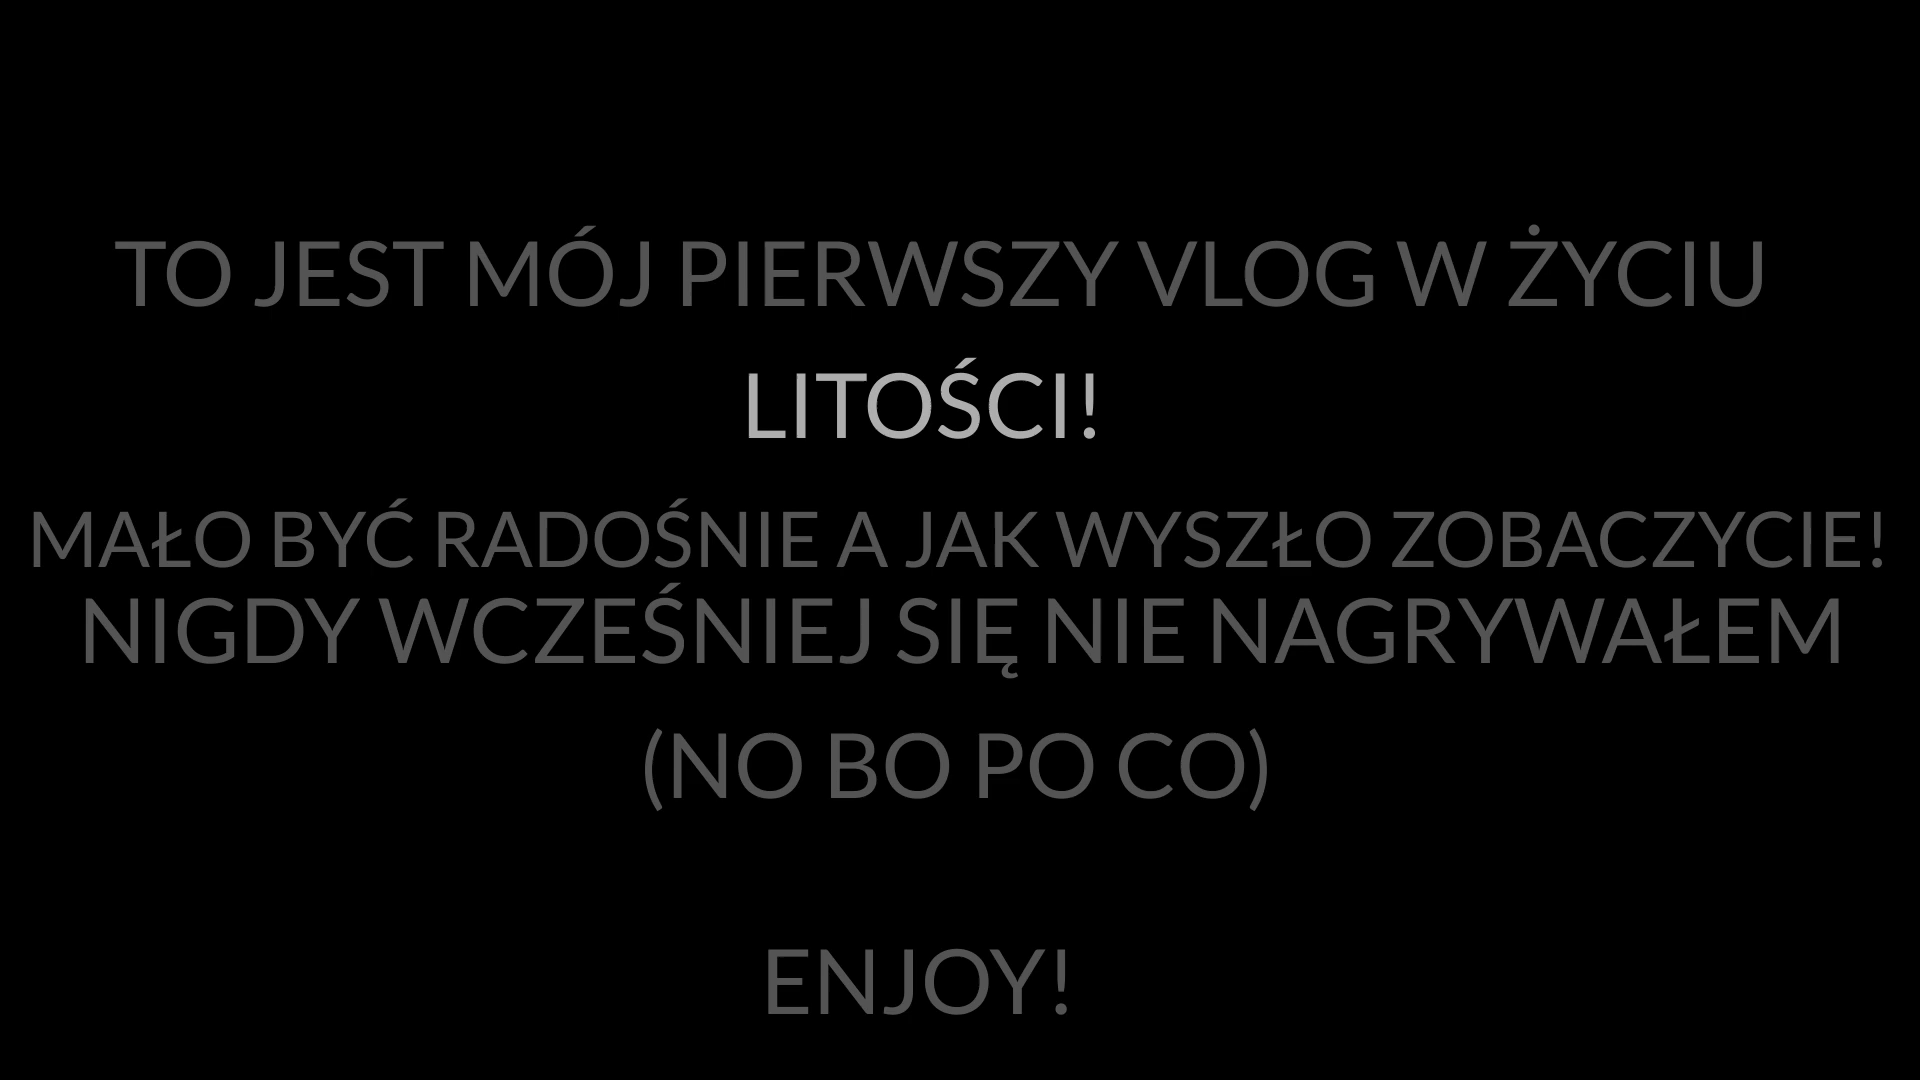 TO JEST MÓJ PIERWSZY VLOG W ŻYCIU
LITOŚCI!
MAŁO BYĆ RADOŚNIE A JAK WYSZŁO ZOBACZYCIE!
NIGDY WCZEŚNIEJ SIĘ NIE NAGRYWAŁEM
(NO BO PO CO)
ENJOY!